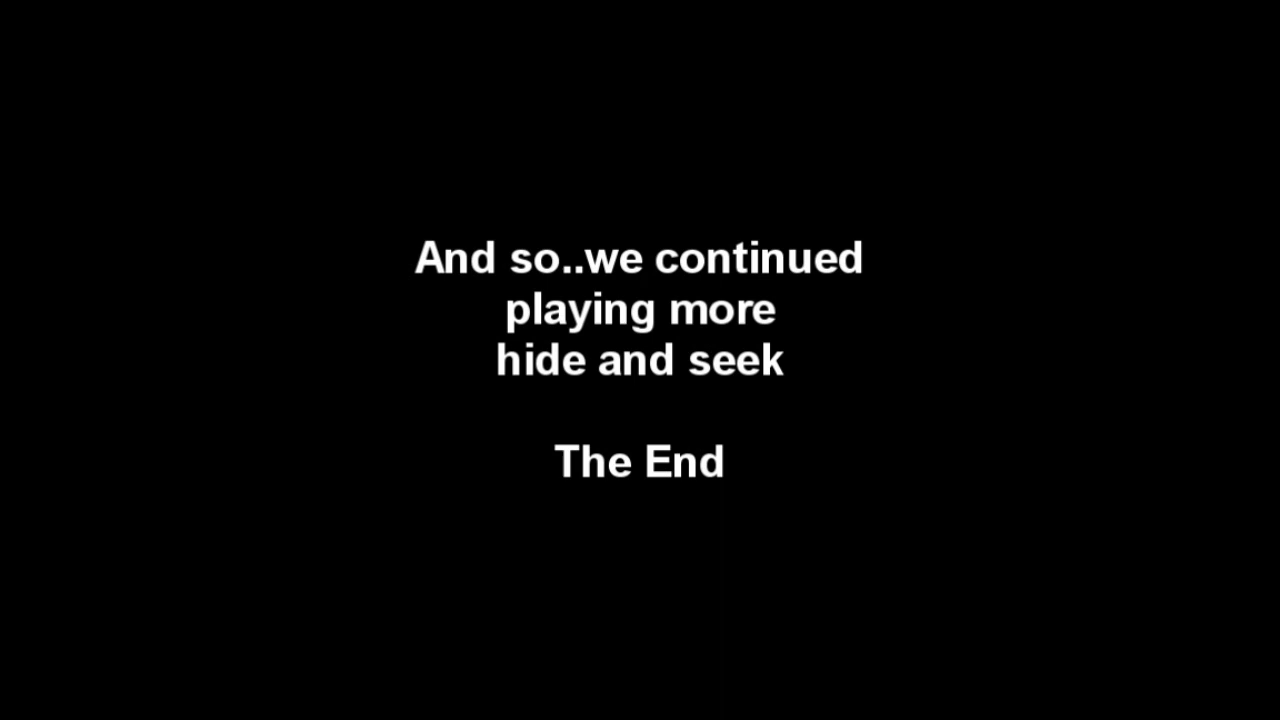 And so..we continued
playing more
hide and seek
The End